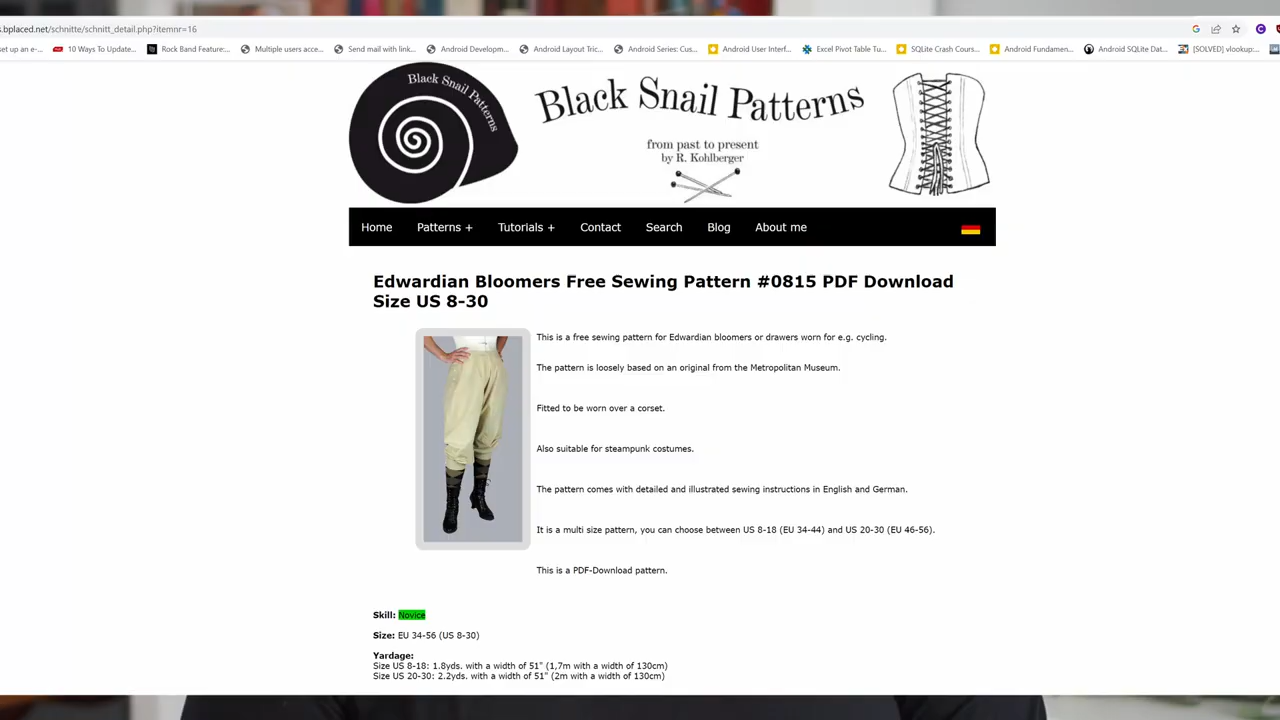 s.bplaced.net/schnitte/schnitt_detail.php?itemnr=16
set up an e-... 10 Ways To Update... Rock Band Feature:... Multiple users acce... Send mail with link... Android Developm... Android Layout Tric... Android Series: Cus... Android User Interf... Excel Pivot Table Tu... SQLite Crash Cours... Android Fundamen... Android SQLite Dat... [SOLVED] vlookup:...
Black Snail Patterns
Black Snail Patterns
from past to present
by R. Kohlberger
Home Patterns + Tutorials + Contact Search Blog About me
Edwardian Bloomers Free Sewing Pattern #0815 PDF Download
Size US 8-30
This is a free sewing pattern for Edwardian bloomers or drawers worn for e.g. cycling.
The pattern is loosely based on an original from the Metropolitan Museum.
Fitted to be worn over a corset.
Also suitable for steampunk costumes.
The pattern comes with detailed and illustrated sewing instructions in English and German.
It is a multi size pattern, you can choose between US 8-18 (EU 34-44) and US 20-30 (EU 46-56).
This is a PDF-Download pattern.
Skill: Novice
Size: EU 34-56 (US 8-30)
Yardage:
Size US 8-18: 1.8yds. with a width of 51" (1,7m with a width of 130cm)
Size US 20-30: 2.2yds. with a width of 51" (2m with a width of 130cm)